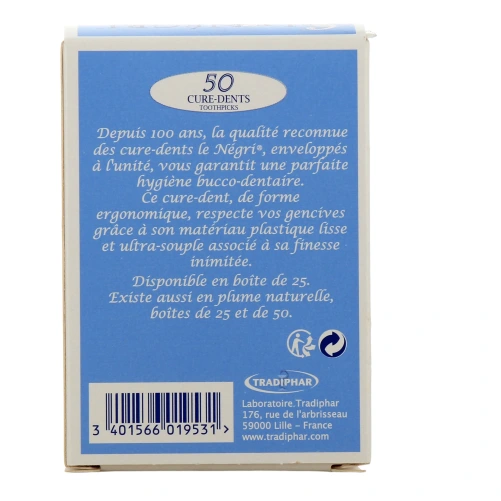 50
CURE-DENTS
TOOTHPICKS
Depuis 100 ans, la qualité reconnue
des cure-dents le Nëgri®, enveloppés
à l'unité, vous garantit une parfaite
hygiène bucco-dentaire.
Ce cure-dent, de forme
ergonomique, respecte vos gencives
grâce à son matériau plastique lisse
et ultra-souple associé à sa finesse
inimitée.
Disponible en boîte de 25.
Existe aussi en plume naturelle,
boîtes de 25 et de 50.
TRADIPHAR
Laboratoire.Tradiphar
176, rue de l'arbrisseau
59000 Lille - France
www.tradiphar.com
3 401566 019531 >